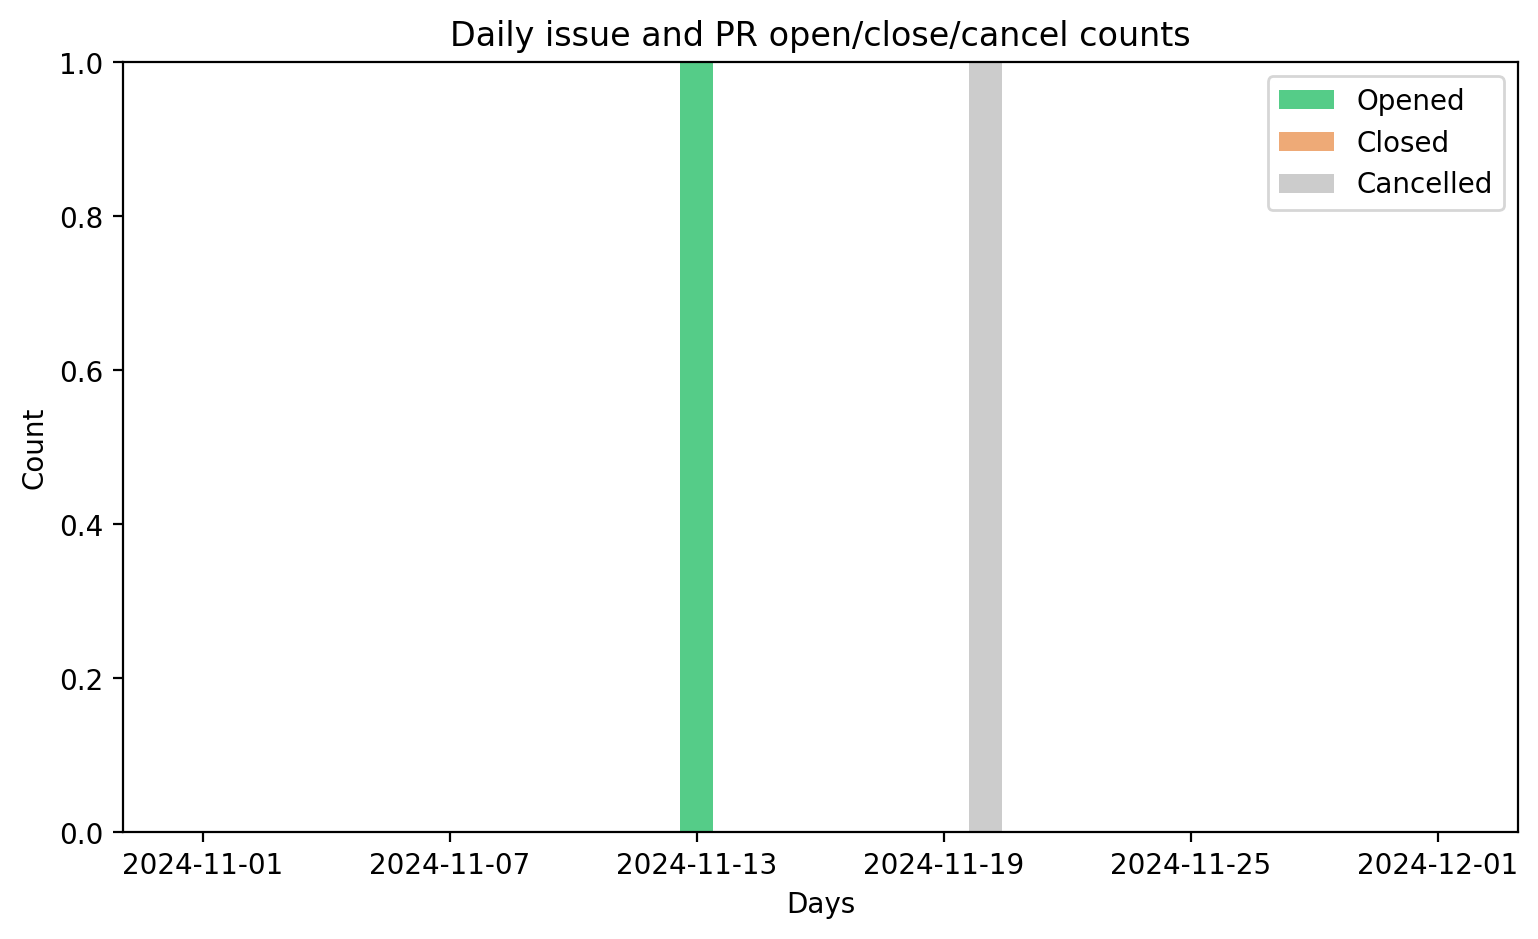 Daily issue and PR open/close/cancel counts
1.0
0.8
0.6
0.4
0.2
0.0
Count
Opened
Closed
Cancelled
2024-11-01
2024-11-07
2024-11-13
2024-11-19
2024-11-25
2024-12-01
Days